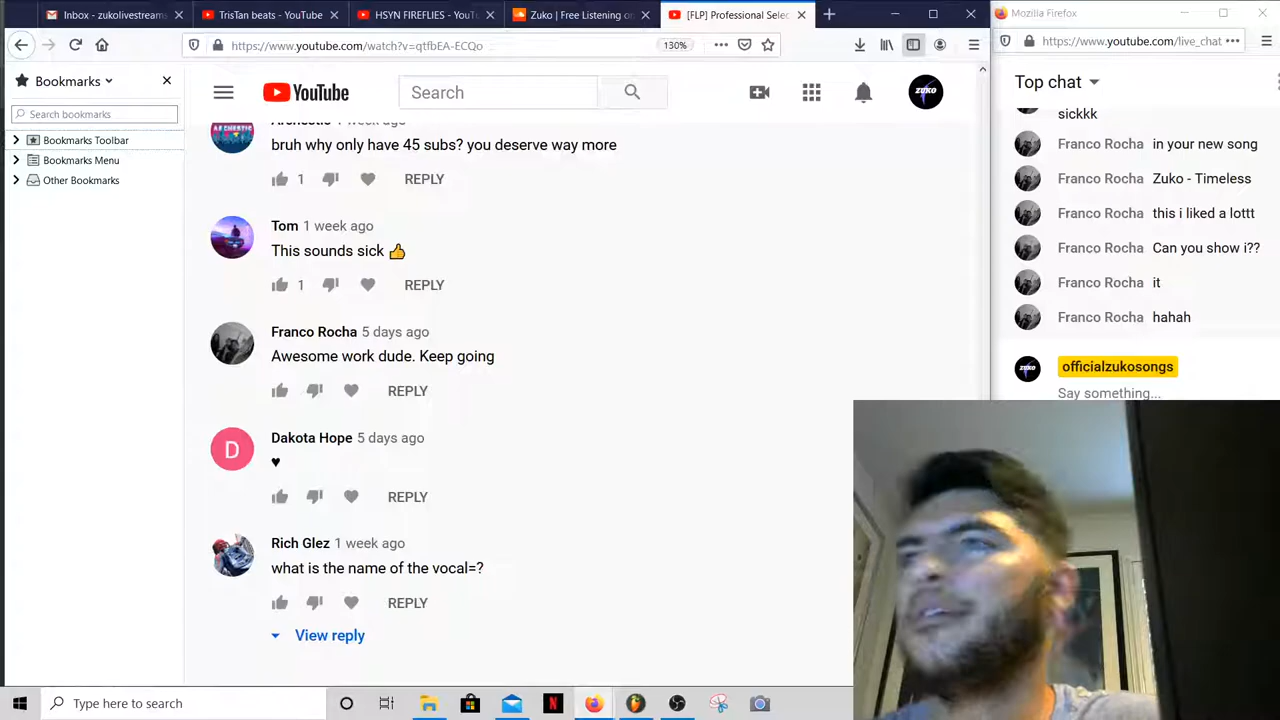 Inbox - zukolivestream
TrisTan beats - YouTube
HSYN FIREFLIES - YouTu
Zuko | Free Listening on
[FLP] Professional Selec
Mozilla Firefox
https://www.youtube.com/watch?v=qtfbEA-ECQo
130%
https://www.youtube.com/live_chat
Bookmarks
Search bookmarks
Bookmarks Toolbar
Bookmarks Menu
Other Bookmarks
YouTube
Search
ZUKO
1 week ago
bruh why only have 45 subs? you deserve way more
1 REPLY
Tom 1 week ago
This sounds sick 👍
1 REPLY
Franco Rocha 5 days ago
Awesome work dude. Keep going
REPLY
D
Dakota Hope 5 days ago
♥
REPLY
Rich Glez 1 week ago
what is the name of the vocal=?
REPLY
View reply
Top chat
sickkk
Franco Rocha in your new song
Franco Rocha Zuko - Timeless
Franco Rocha this i liked a lottt
Franco Rocha Can you show i??
Franco Rocha it
Franco Rocha hahah
ZUKO
officialzukosongs
Say something...
Type here to search
N